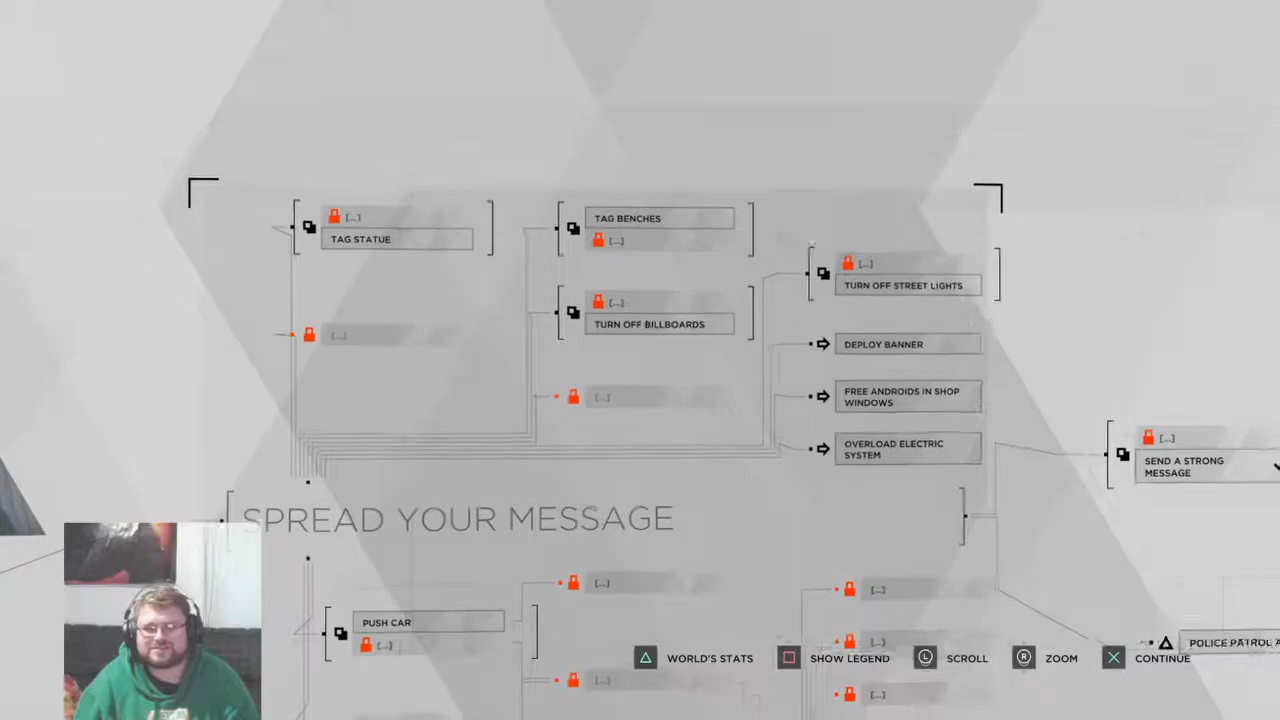 [...]
TAG STATUE
[...]
TAG BENCHES
[...]
[...]
TURN OFF BILLBOARDS
[...]
[...]
TURN OFF STREET LIGHTS
DEPLOY BANNER
FREE ANDROIDS IN SHOP
WINDOWS
OVERLOAD ELECTRIC
SYSTEM
[...]
SEND A STRONG
MESSAGE
SPREAD YOUR MESSAGE
PUSH CAR
[...]
[...]
[...]
[...]
[...]
[...]
POLICE PATROL
WORLD'S STATS
SHOW LEGEND
L SCROLL
R ZOOM
CONTINUE